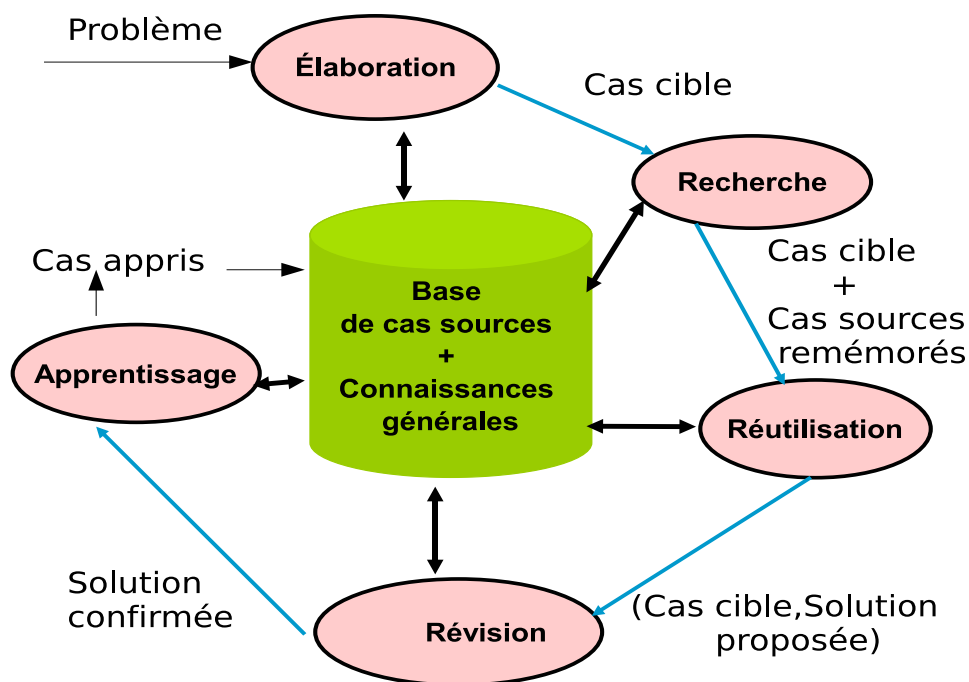 Problème
Élaboration
Cas cible
Recherche
Cas cible
+
Cas sources
remémorés
Cas appris
Base
de cas sources
+
Connaissances
générales
Apprentissage
Réutilisation
Solution
confirmée
Révision
(Cas cible,Solution
proposée)